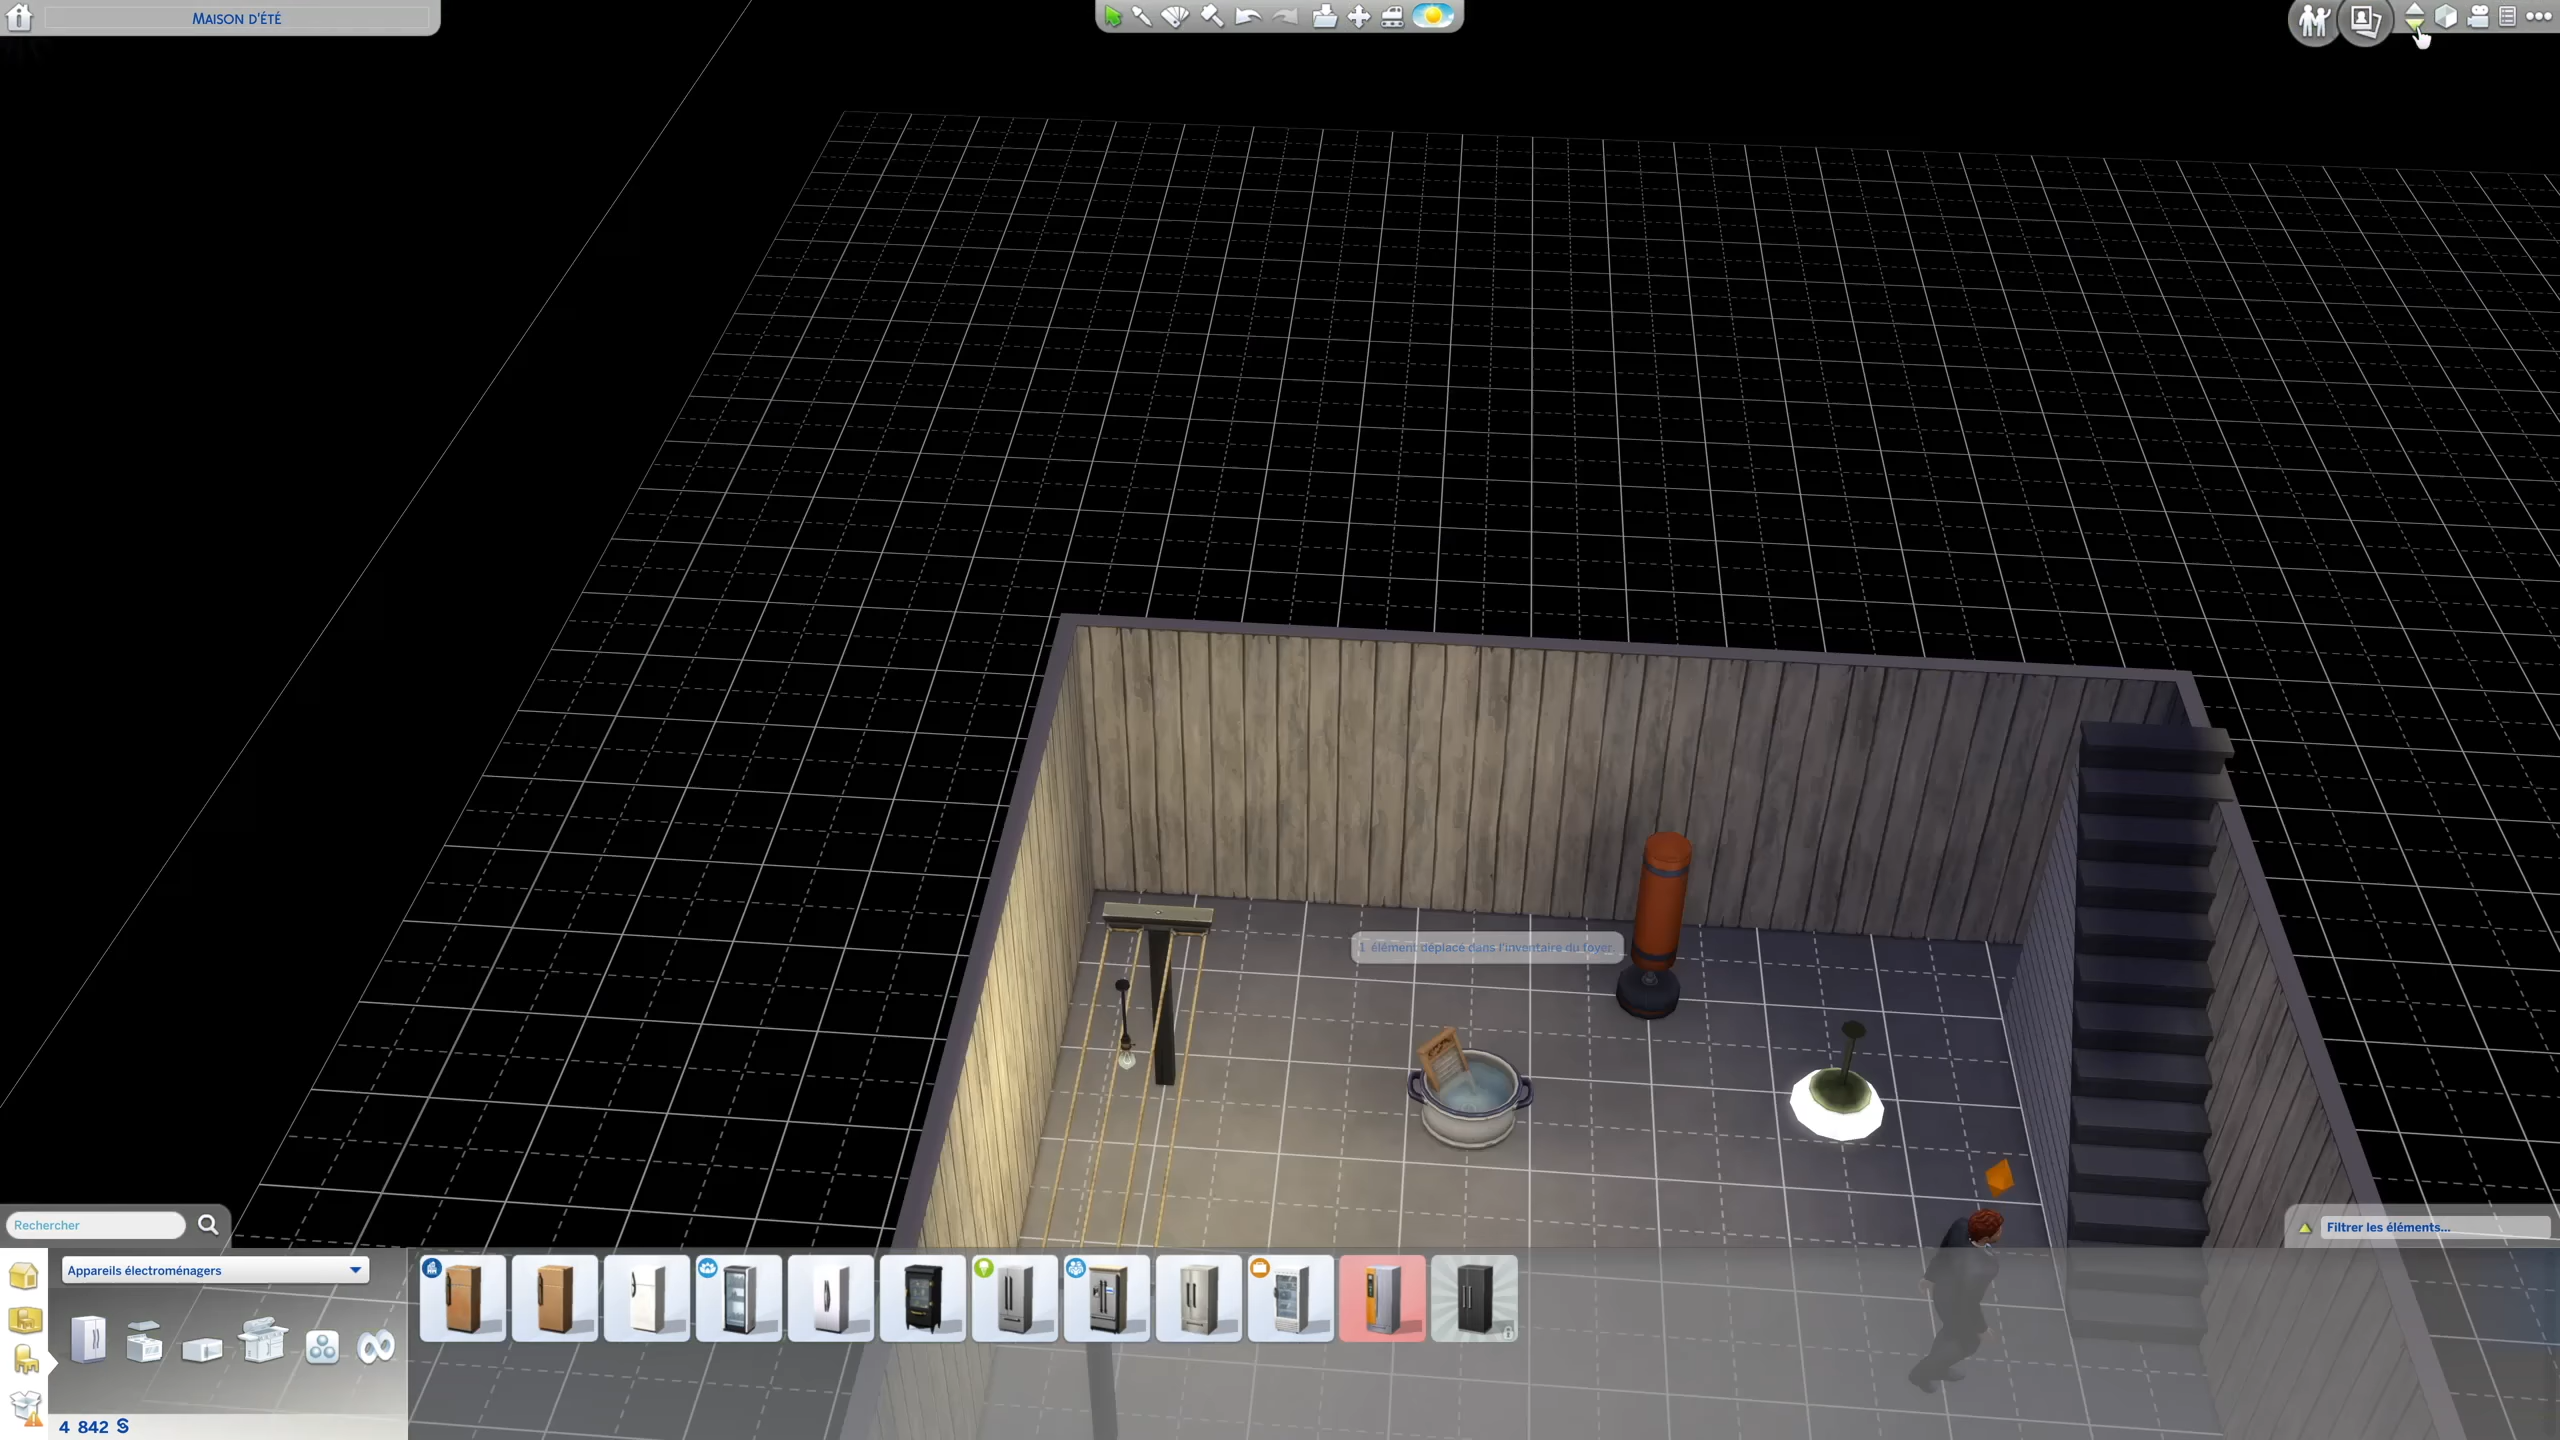 MAISON D'ÉTÉ
1 élément déplacé dans l'inventaire du foyer.
Rechercher
Filtrer les éléments...
Appareils électroménagers
4 842 §